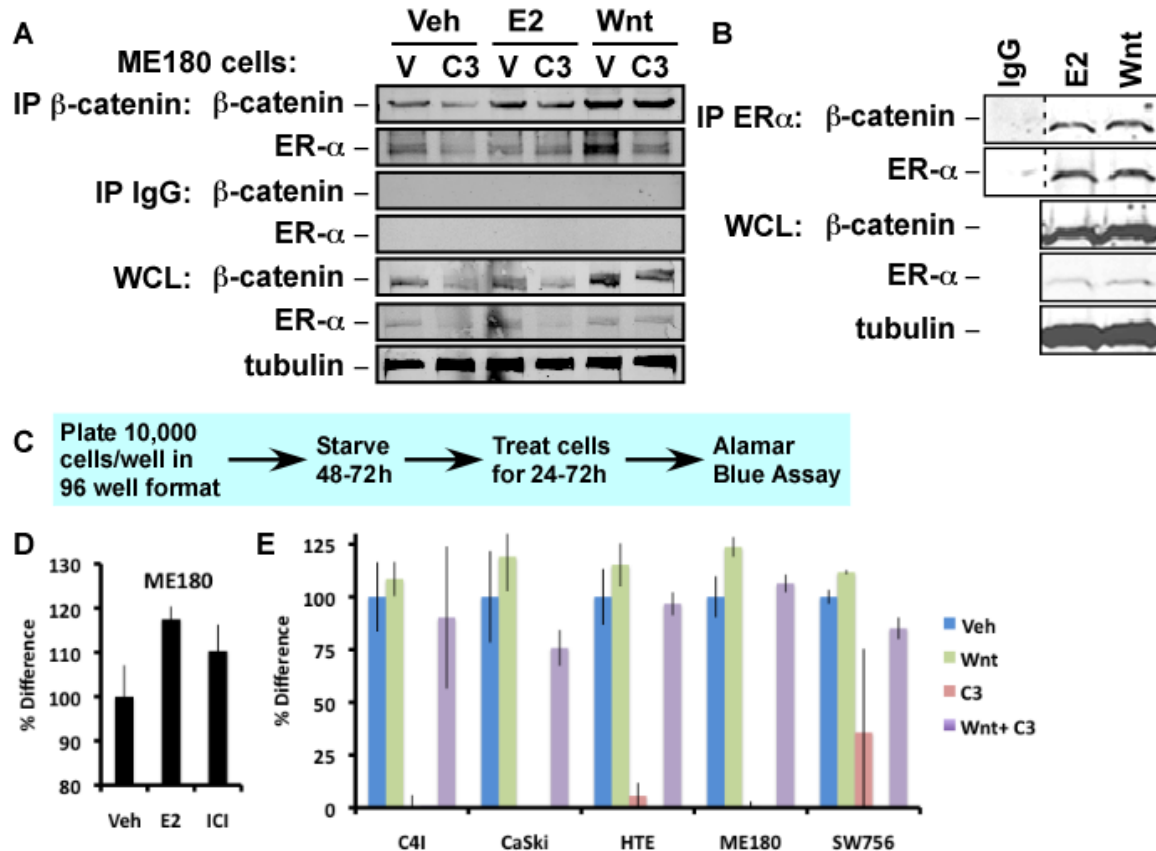 A
Veh E2 Wnt
ME180 cells: V C3 V C3 V C3
IP β-catenin: β-catenin –
ER-α
IP IgG: β-catenin
ER-α
WCL: β-catenin –
ER-α
tubulin –
B
IgG E2 Wnt
IP ERα: β-catenin –
ER-α –
WCL: β-catenin –
ER-α
tubulin –
C
Plate 10,000
cells/well in
96 well format
Starve
48-72h
Treat cells
for 24-72h
Alamar
Blue Assay
D
ME180
% Difference
130
120
110
100
90
80
Veh E2 ICI
E
% Difference
125
100
75
50
25
0
C4I CaSki HTE ME180 SW756
Veh
Wnt
C3
Wnt+ C3